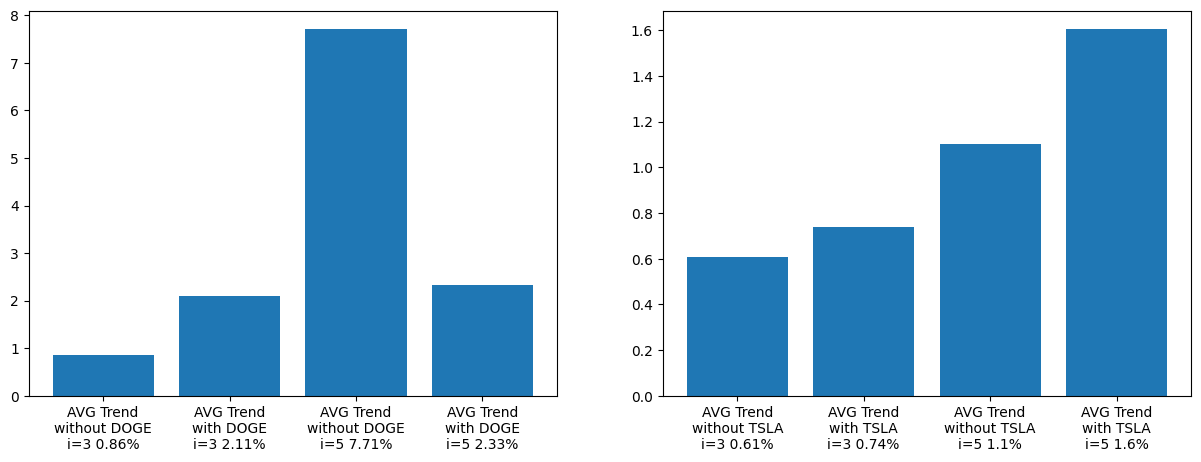 8
7
6
5
4
3
2
1
0
AVG Trend
without DOGE
i=3 0.86%
AVG Trend
with DOGE
i=3 2.11%
AVG Trend
without DOGE
i=5 7.71%
AVG Trend
with DOGE
i=5 2.33%
1.6
1.4
1.2
1.0
0.8
0.6
0.4
0.2
0.0
AVG Trend
without TSLA
i=3 0.61%
AVG Trend
with TSLA
i=3 0.74%
AVG Trend
without TSLA
i=5 1.1%
AVG Trend
with TSLA
i=5 1.6%